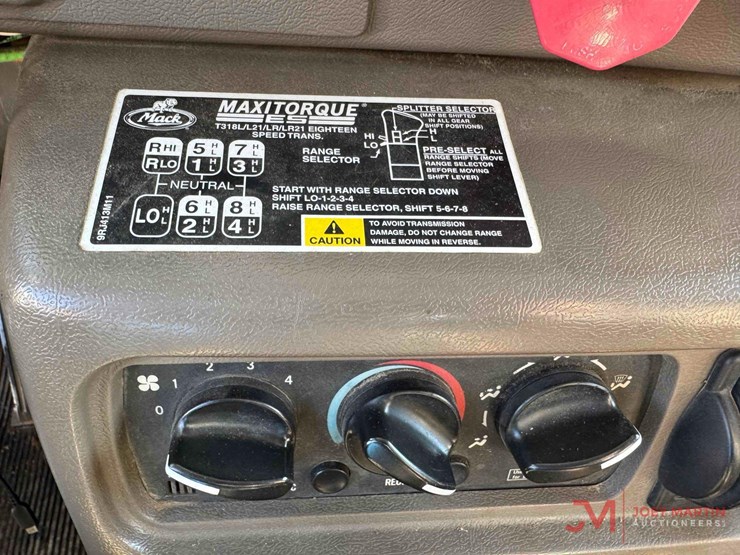 Mack
MAXITORQUE®
ES
T318L/L21/LR/LR21 EIGHTEEN
SPEED TRANS.
SPLITTER SELECTOR
(MAY BE SHIFTED
IN ALL GEAR
SHIFT POSITIONS)
HI
LO
H
L
RANGE
SELECTOR
PRE-SELECT ALL
RANGE SHIFTS (MOVE
RANGE SELECTOR
BEFORE MOVING
SHIFT LEVER)
R HI 5 H L 7 H L
R LO 1 H L 3 H L
NEUTRAL
LO H L 6 H L 8 H L
2 H L 4 H L
START WITH RANGE SELECTOR DOWN
SHIFT LO-1-2-3-4
RAISE RANGE SELECTOR, SHIFT 5-6-7-8
CAUTION
TO AVOID TRANSMISSION
DAMAGE, DO NOT CHANGE RANGE
WHILE MOVING IN REVERSE.
9RJ413M11
0 1 2 3 4
JM JOEY MARTIN
AUCTIONEERS